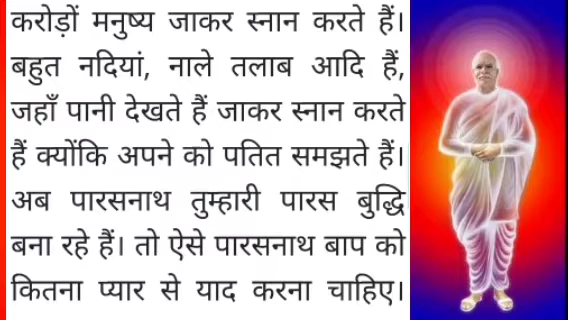 करोड़ों मनुष्य जाकर स्नान करते हैं।
बहुत नदियां, नाले तलाब आदि हैं,
जहाँ पानी देखते हैं जाकर स्नान करते
हैं क्योंकि अपने को पतित समझते हैं।
अब पारसनाथ तुम्हारी पारस बुद्धि
बना रहे हैं। तो ऐसे पारसनाथ बाप को
कितना प्यार से याद करना चाहिए।